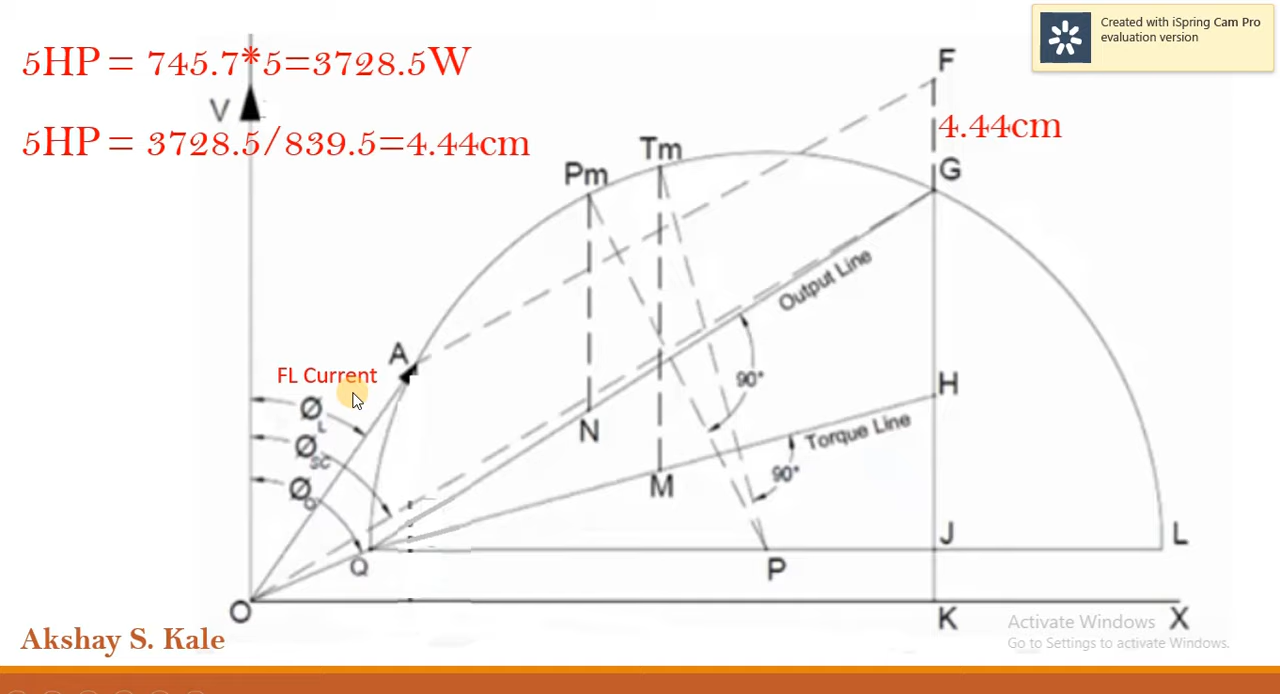 Created with iSpring Cam Pro
evaluation version
5HP = 745.7*5=3728.5W
F
V
4.44cm
5HP = 3728.5/839.5=4.44cm
Tm
Pm
G
Output Line
A
FL Current
90°
H
Ø L
N
Torque Line
Ø SC
90°
M
Ø O
J
L
Q
P
O
K
X
Activate Windows
Go to Settings to activate Windows.
Akshay S. Kale